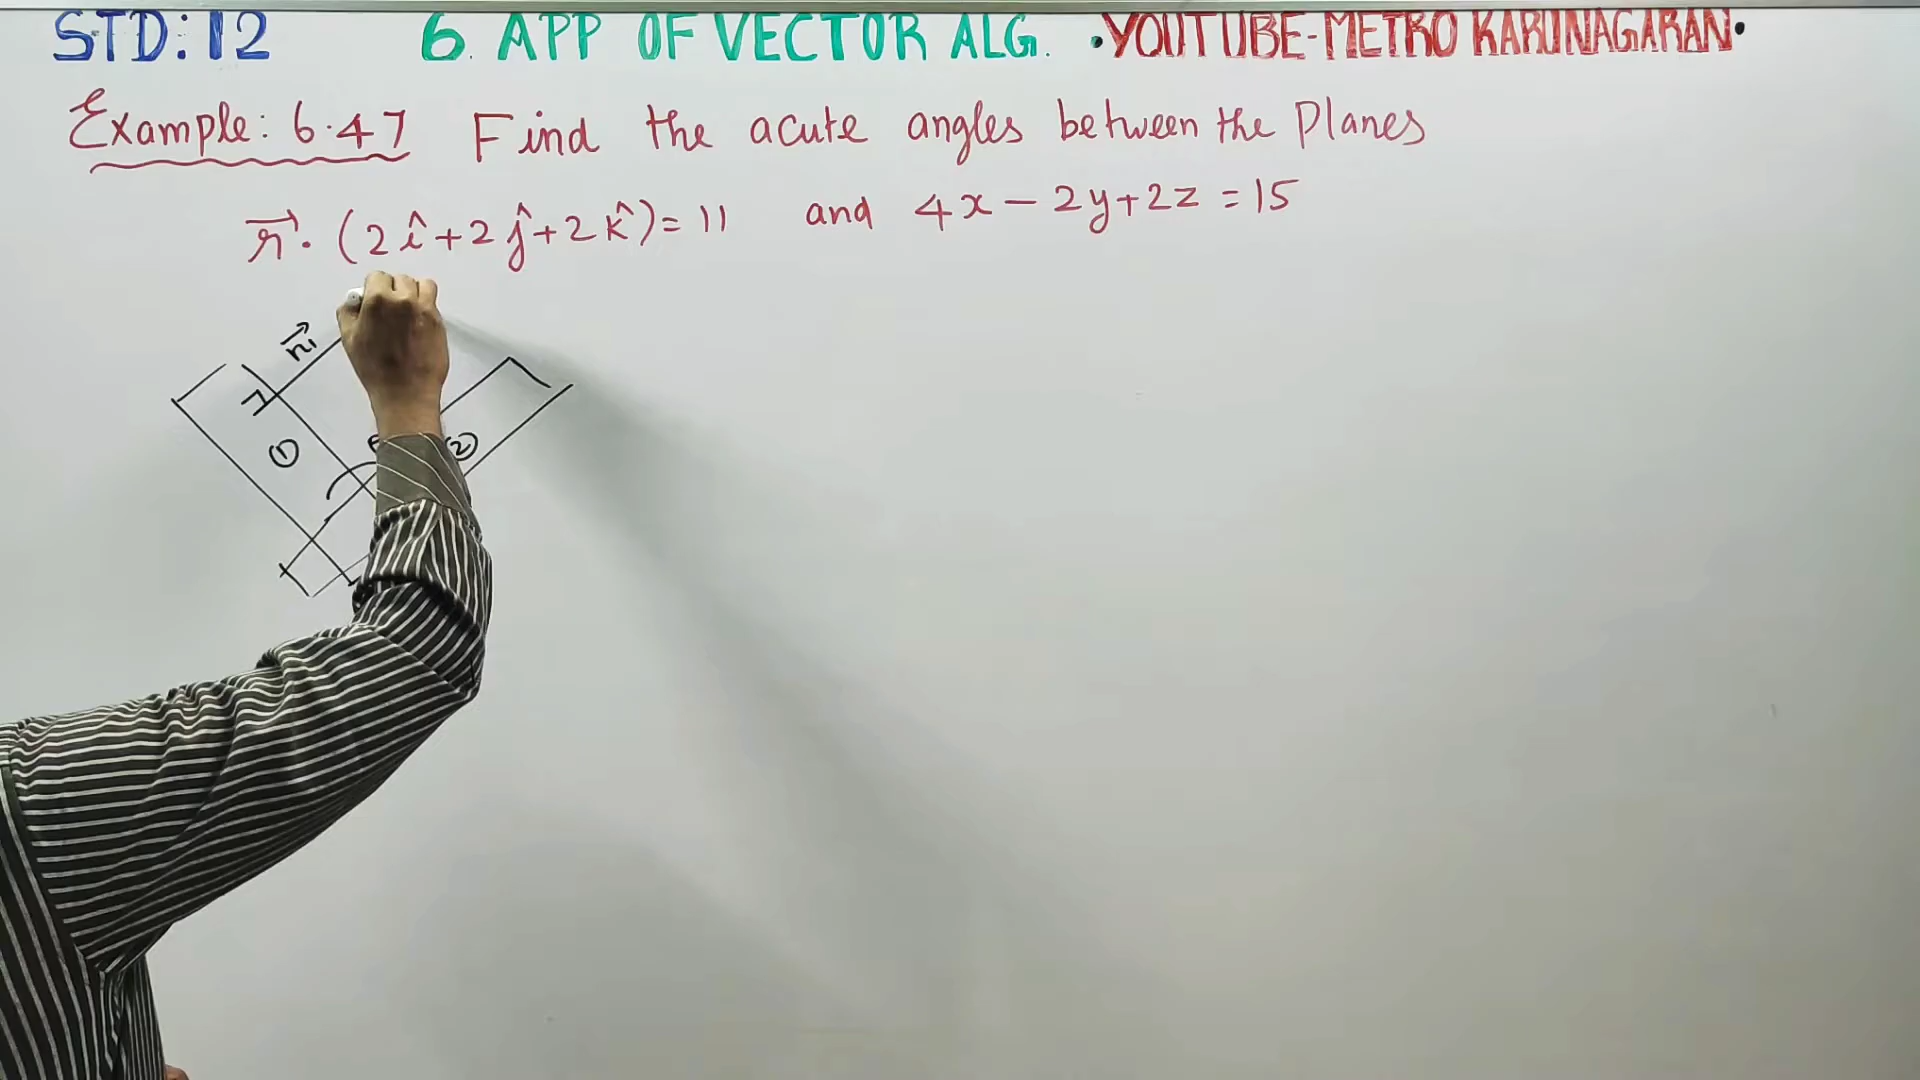 STD: 12 6. APP OF VECTOR ALG. •YOUTUBE-METRO KARUNAGARAN•
Example: 6.47 Find the acute angles between the Planes
r⃗. (2î+2ĵ+2k̂)=11 and 4x-2y+2z=15
n⃗₁
① ②